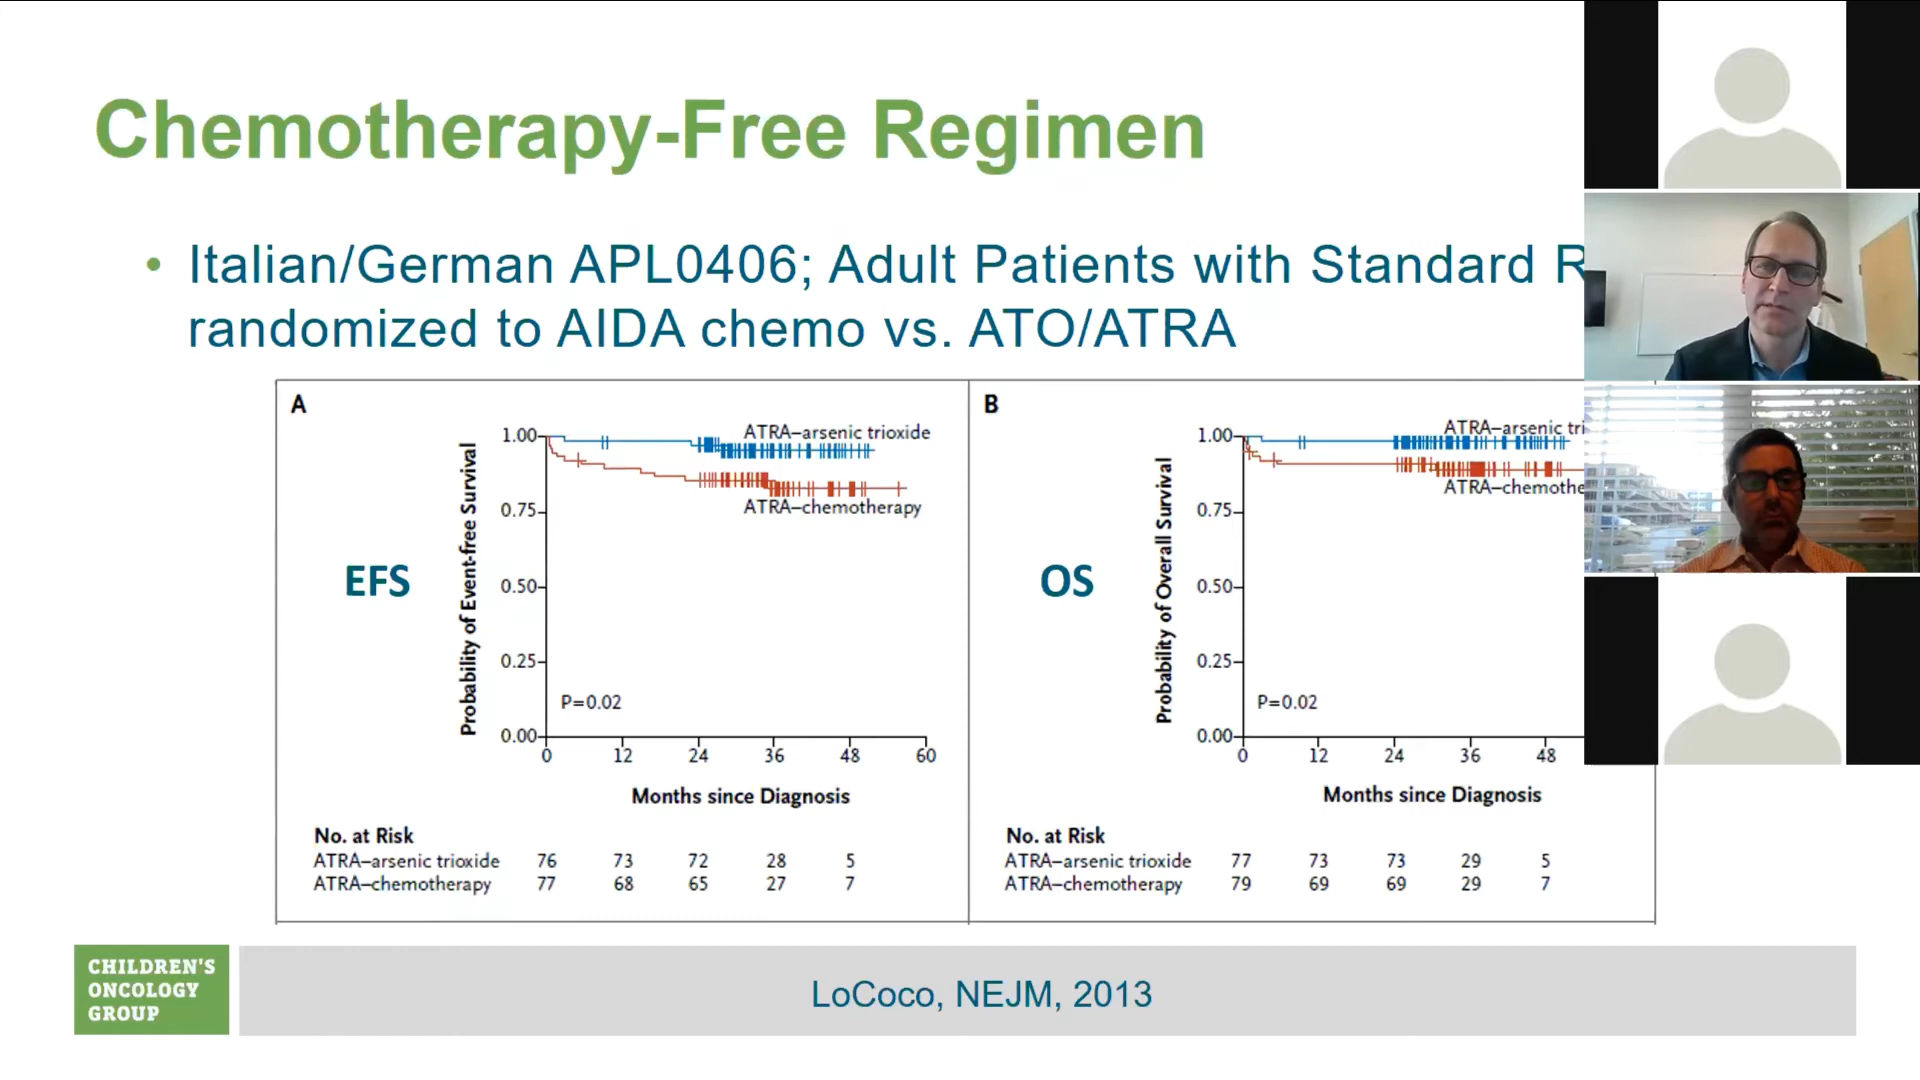 Chemotherapy-Free Regimen
• Italian/German APL0406; Adult Patients with Standard R
randomized to AIDA chemo vs. ATO/ATRA
A
ATRA–arsenic trioxide
ATRA–chemotherapy
EFS
Probability of Event-free Survival
1.00
0.75
0.50
0.25
0.00
P=0.02
0 12 24 36 48 60
Months since Diagnosis
No. at Risk
ATRA–arsenic trioxide 76 73 72 28 5
ATRA–chemotherapy 77 68 65 27 7
B
ATRA–arsenic tri
ATRA–chemothe
OS
Probability of Overall Survival
1.00
0.75
0.50
0.25
0.00
P=0.02
0 12 24 36 48
Months since Diagnosis
No. at Risk
ATRA–arsenic trioxide 77 73 73 29 5
ATRA–chemotherapy 79 69 69 29 7
CHILDREN'S
ONCOLOGY
GROUP
LoCoco, NEJM, 2013